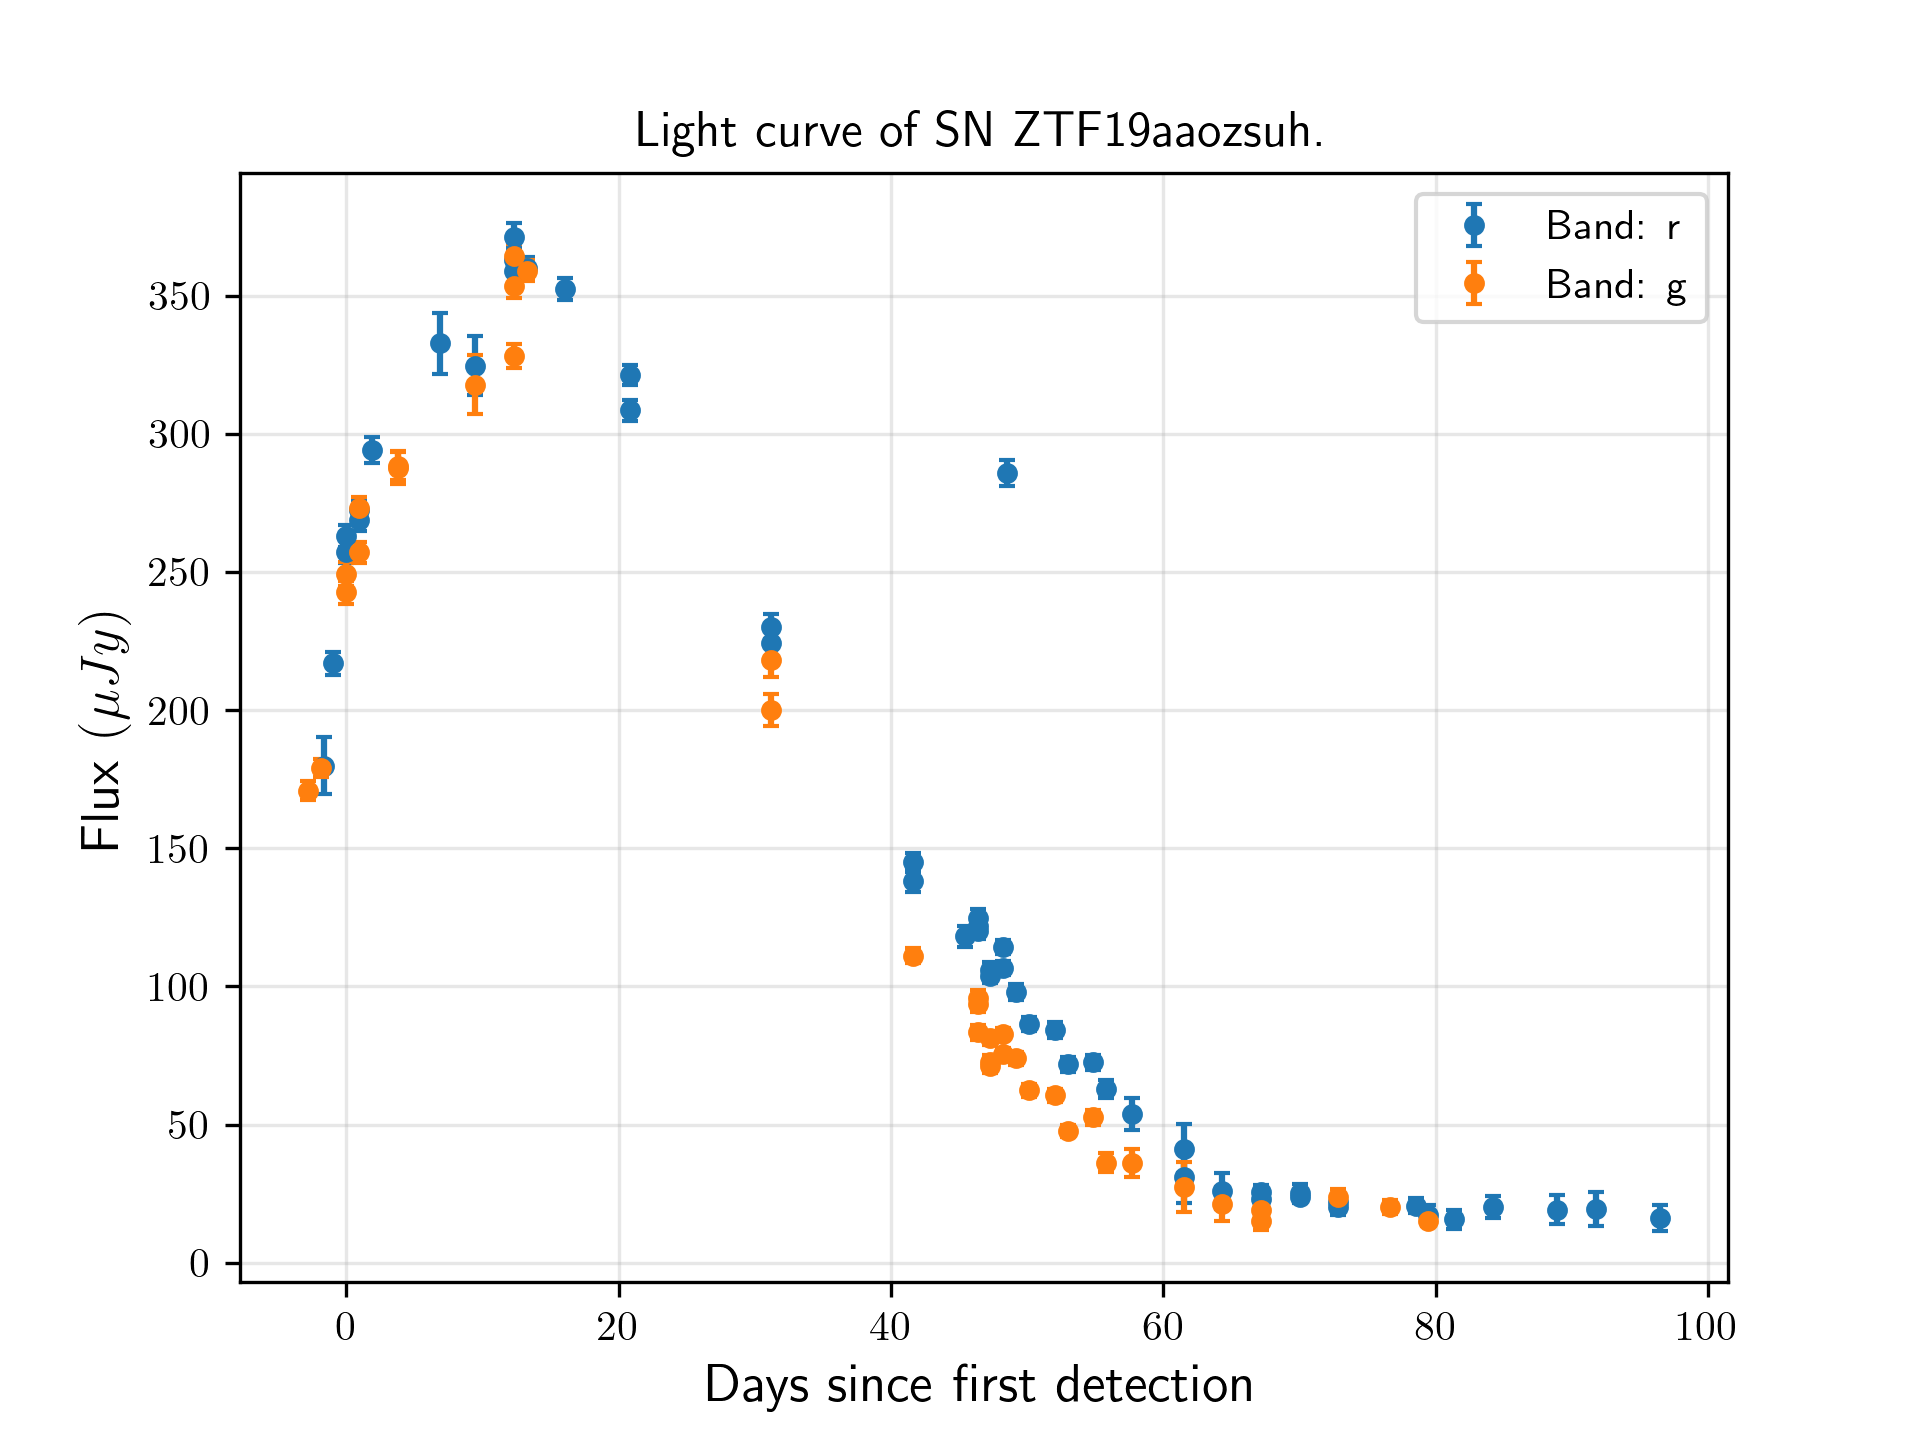 Light curve of SN ZTF19aaozsuh.
Band: r
Band: g
Flux (μJy)
350
300
250
200
150
100
50
0
0 20 40 60 80 100
Days since first detection